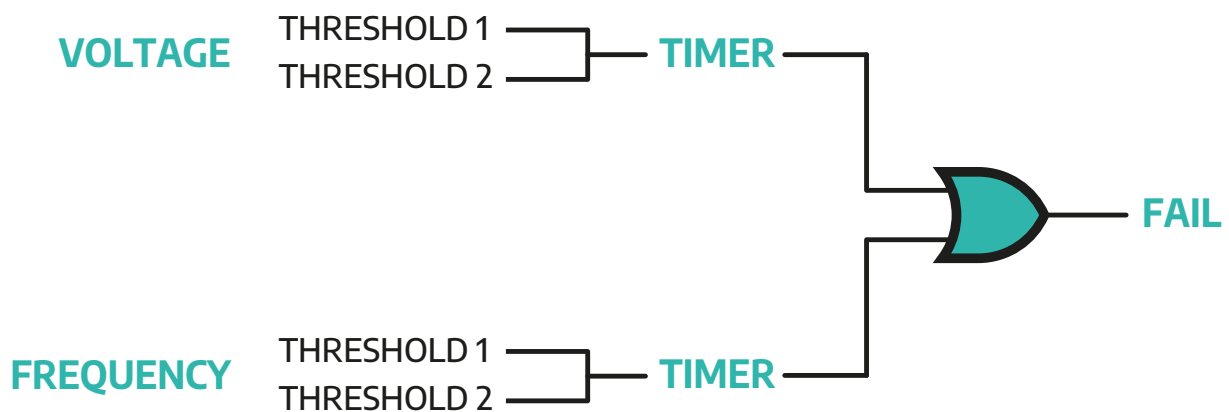 THRESHOLD 1
VOLTAGE
TIMER
THRESHOLD 2
FAIL
THRESHOLD 1
FREQUENCY
TIMER
THRESHOLD 2